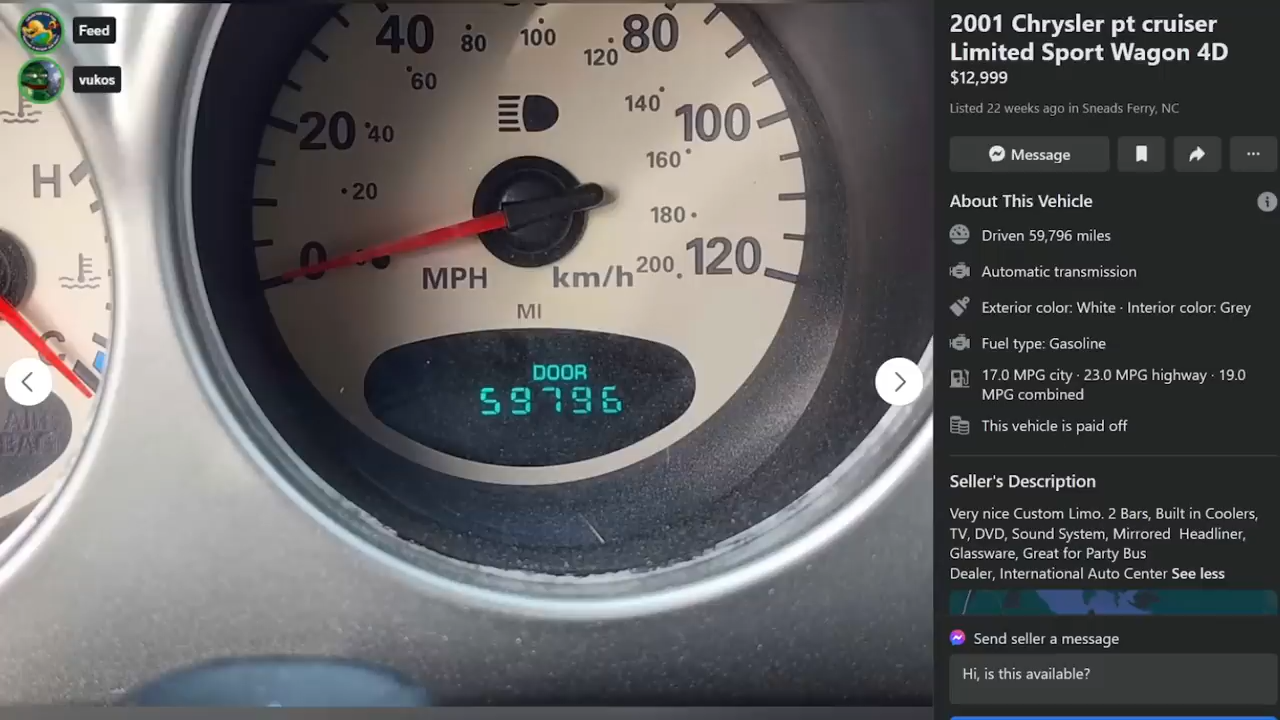 Feed
vukos
40
80
100
120
80
60
140
20
40
100
160
20
180
H
0
MPH
km/h
200
120
MI
C
DOOR
59796
AIR
BAG
2001 Chrysler pt cruiser
Limited Sport Wagon 4D
$12,999
Listed 22 weeks ago in Sneads Ferry, NC
Message
About This Vehicle
Driven 59,796 miles
Automatic transmission
Exterior color: White · Interior color: Grey
Fuel type: Gasoline
17.0 MPG city · 23.0 MPG highway · 19.0
MPG combined
This vehicle is paid off
Seller's Description
Very nice Custom Limo. 2 Bars, Built in Coolers,
TV, DVD, Sound System, Mirrored Headliner,
Glassware, Great for Party Bus
Dealer, International Auto Center See less
Send seller a message
Hi, is this available?